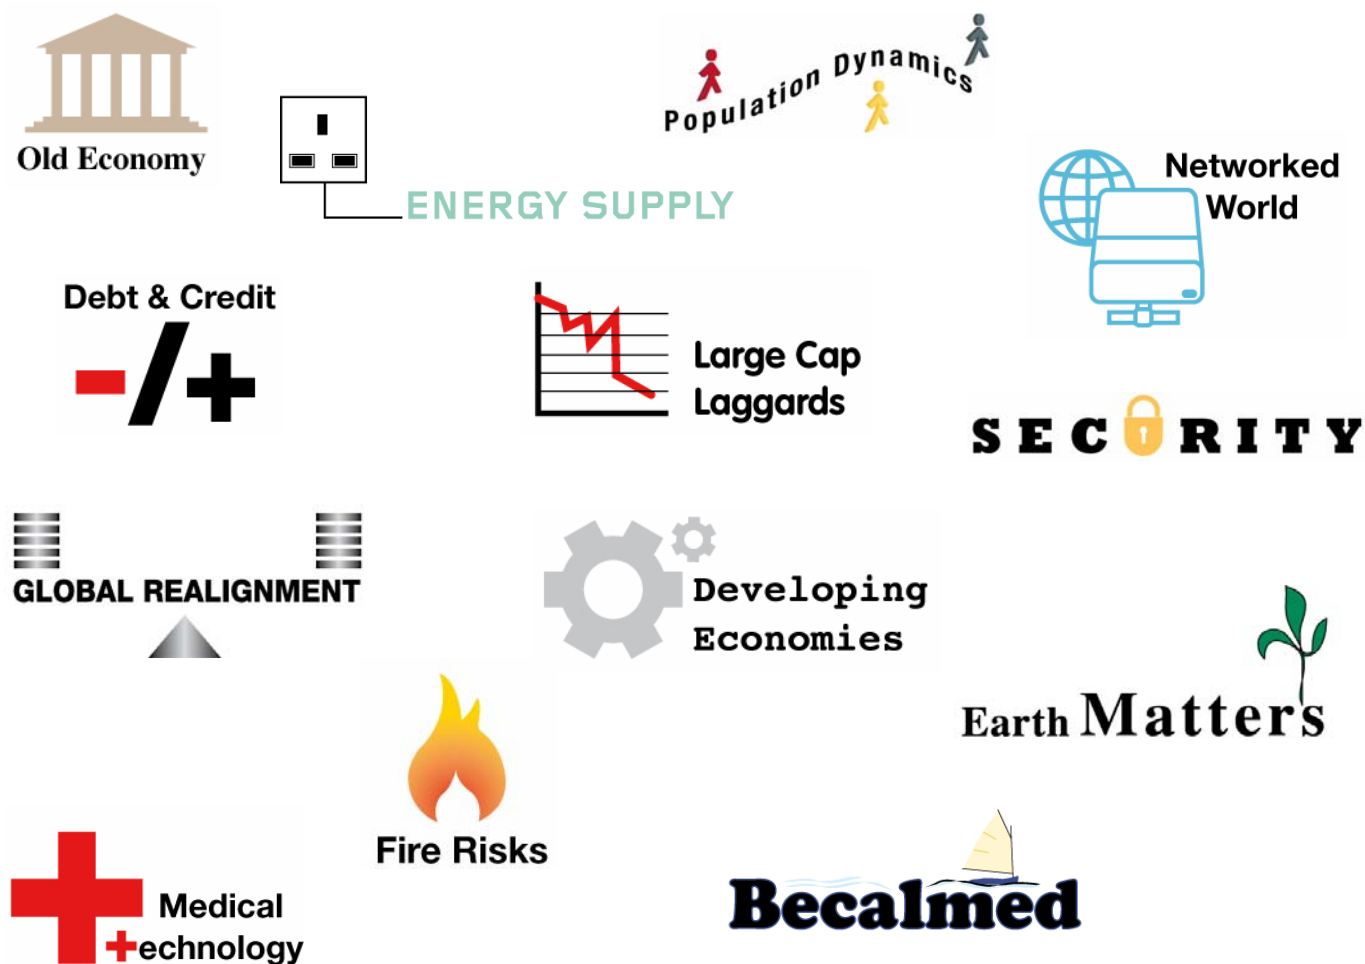 Old Economy
Population Dynamics
ENERGY SUPPLY
Networked
World
Debt & Credit
-/+
Large Cap
Laggards
SECURITY
GLOBAL REALIGNMENT
Developing
Economies
Earth Matters
Fire Risks
Medical
+echnology
Becalmed